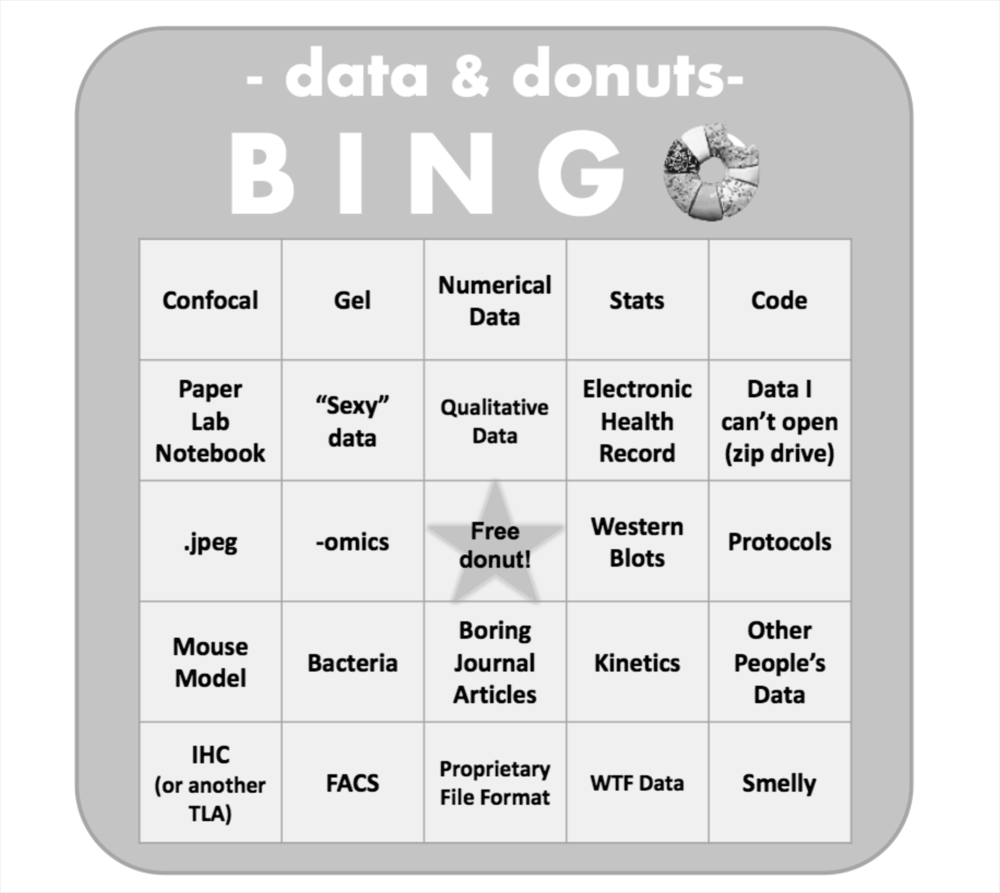 - data & donuts-
B I N G
Confocal
Gel
Numerical
Data
Stats
Code
Paper
Lab
Notebook
“Sexy”
data
Qualitative
Data
Electronic
Health
Record
Data I
can’t open
(zip drive)
.jpeg
-omics
Free
donut!
Western
Blots
Protocols
Mouse
Model
Bacteria
Boring
Journal
Articles
Kinetics
Other
People’s
Data
IHC
(or another
TLA)
FACS
Proprietary
File Format
WTF Data
Smelly